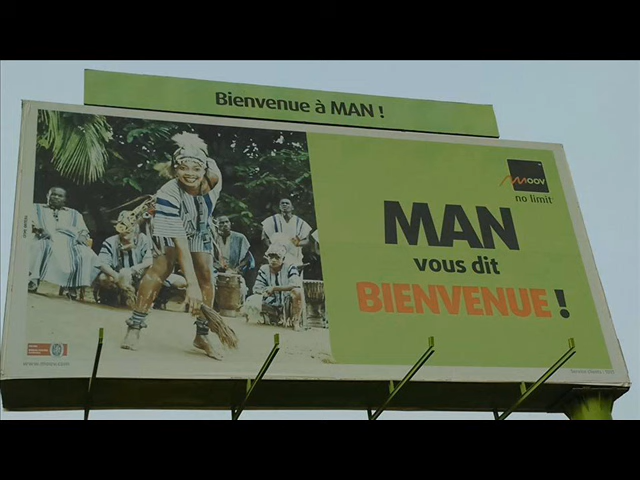 Bienvenue à MAN !
MOOV
no limit
MAN
vous dit
BIENVENUE !